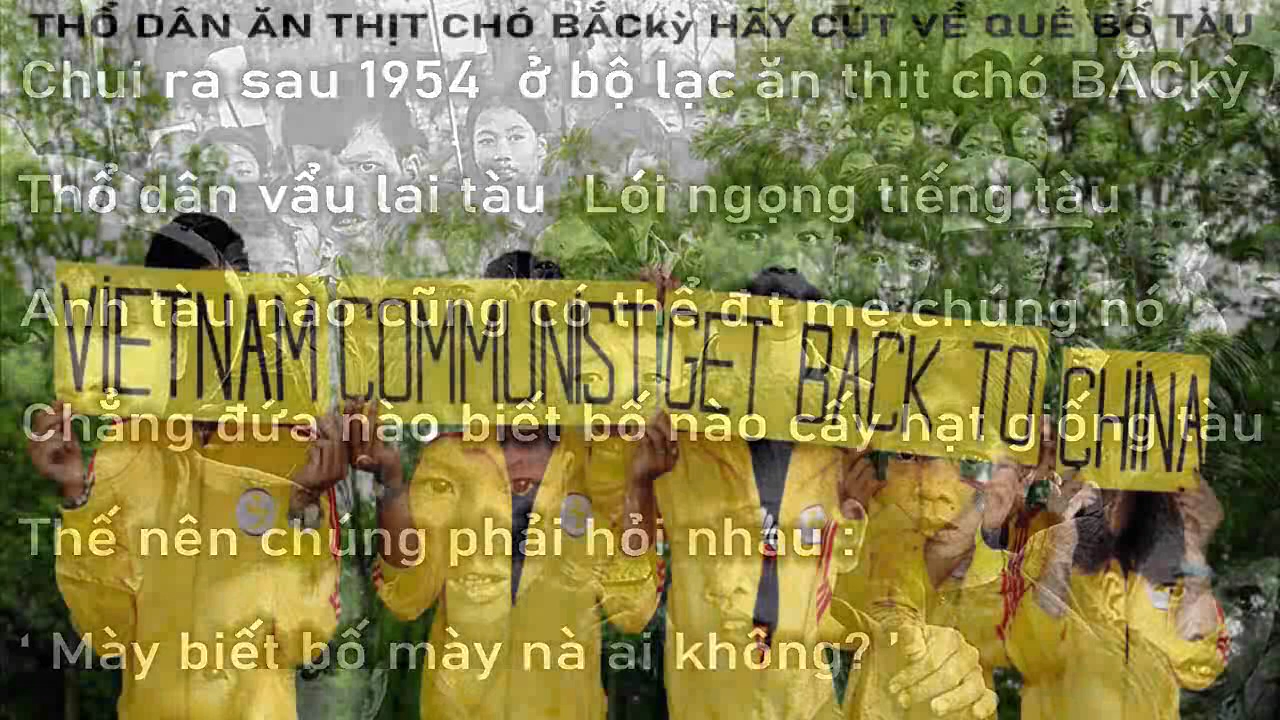 THỔ DÂN ĂN THỊT CHÓ BẮCkỳ HÃY CÚT VỀ QUÊ BỐ TÀU
Chui ra sau 1954 ở bộ lạc ăn thịt chó BẮCkỳ
Thổ dân vẩu lai tàu Lói ngọng tiếng tàu
Anh tàu nào cũng có thể đ.t mẹ chúng nó
VIETNAM COMMUNIST GET BACK TO CHINA
Chẳng đứa nào biết bố nào cấy hạt giống tàu
Thế nên chúng phải hỏi nhau :
‘ Mày biết bố mày nà ai không? ’